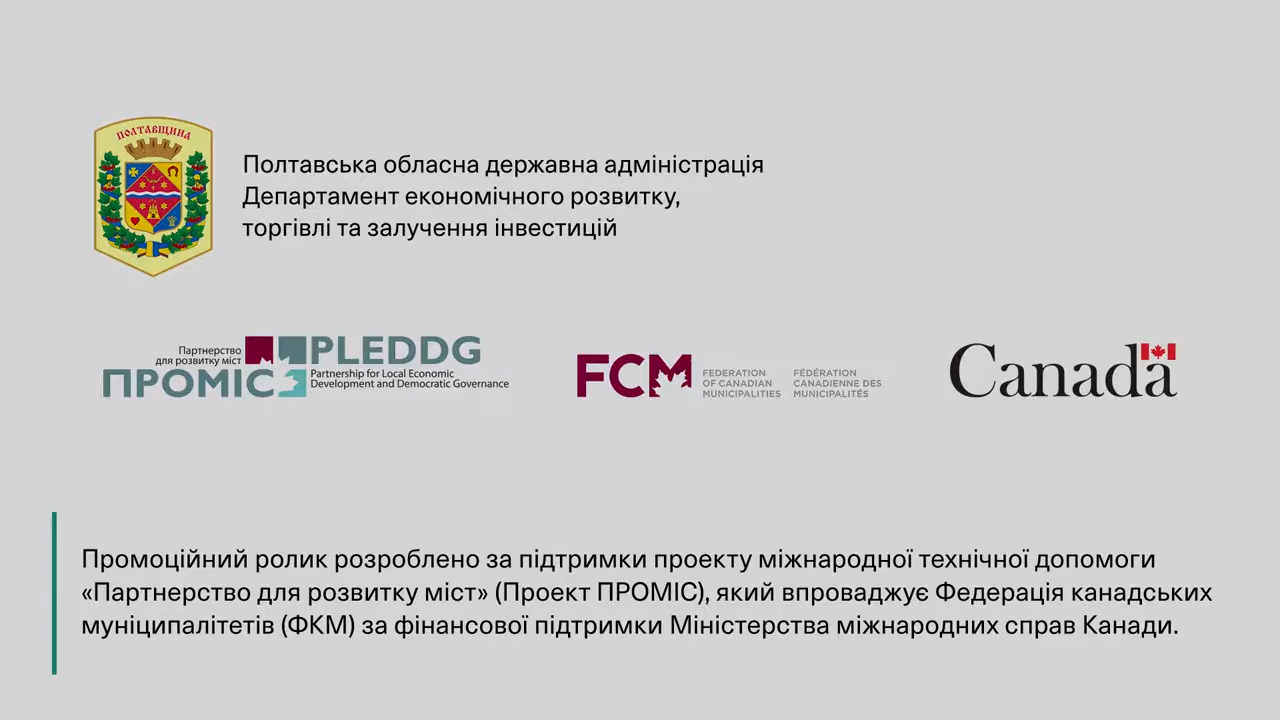 ПОЛТАВЩИНА
Полтавська обласна державна адміністрація
Департамент економічного розвитку,
торгівлі та залучення інвестицій
Партнерство
для розвитку міст
ПРОМІС
PLEDDG
Partnership for Local Economic
Development and Democratic Governance
FCM
FEDERATION
OF CANADIAN
MUNICIPALITIES
FÉDÉRATION
CANADIENNE DES
MUNICIPALITÉS
Canada
Промоційний ролик розроблено за підтримки проекту міжнародної технічної допомоги
«Партнерство для розвитку міст» (Проект ПРОМІС), який впроваджує Федерація канадських
муніципалітетів (ФКМ) за фінансової підтримки Міністерства міжнародних справ Канади.